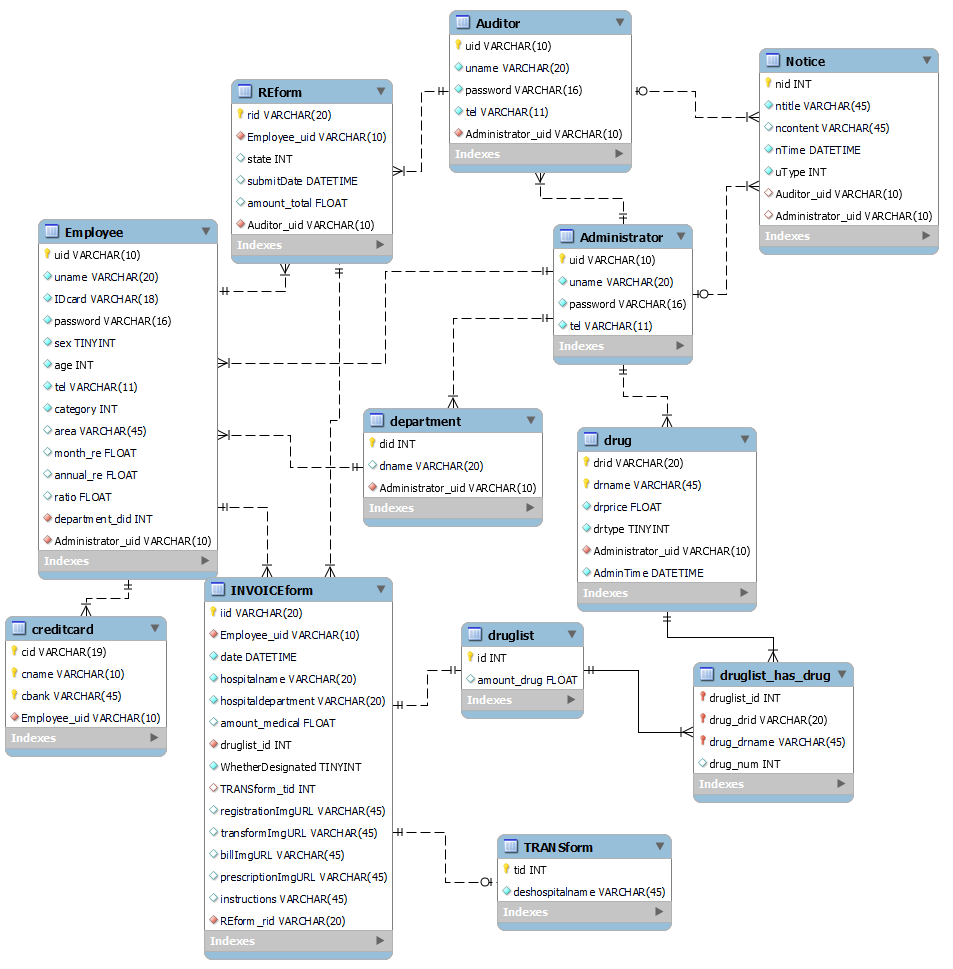 Auditor
uid VARCHAR(10)
uname VARCHAR(20)
password VARCHAR(16)
tel VARCHAR(11)
Administrator_uid VARCHAR(10)
Indexes
Notice
nid INT
ntitle VARCHAR(45)
ncontent VARCHAR(45)
nTime DATETIME
uType INT
Auditor_uid VARCHAR(10)
Administrator_uid VARCHAR(10)
Indexes
REform
rid VARCHAR(20)
Employee_uid VARCHAR(10)
state INT
submitDate DATETIME
amount_total FLOAT
Auditor_uid VARCHAR(10)
Indexes
Employee
uid VARCHAR(10)
uname VARCHAR(20)
IDcard VARCHAR(18)
password VARCHAR(16)
sex TINYINT
age INT
tel VARCHAR(11)
category INT
area VARCHAR(45)
month_re FLOAT
annual_re FLOAT
ratio FLOAT
department_did INT
Administrator_uid VARCHAR(10)
Indexes
Administrator
uid VARCHAR(10)
uname VARCHAR(20)
password VARCHAR(16)
tel VARCHAR(11)
Indexes
department
did INT
dname VARCHAR(20)
Administrator_uid VARCHAR(10)
Indexes
drug
drid VARCHAR(20)
drname VARCHAR(45)
drprice FLOAT
drtype TINYINT
Administrator_uid VARCHAR(10)
AdminTime DATETIME
Indexes
creditcard
cid VARCHAR(19)
cname VARCHAR(10)
cbank VARCHAR(45)
Employee_uid VARCHAR(10)
Indexes
INVOICEform
iid VARCHAR(20)
Employee_uid VARCHAR(10)
date DATETIME
hospitalname VARCHAR(20)
hospitaldepartment VARCHAR(20)
amount_medical FLOAT
druglist_id INT
WhetherDesignated TINYINT
TRANSform_tid INT
registrationImgURL VARCHAR(45)
transformImgURL VARCHAR(45)
billImgURL VARCHAR(45)
prescriptionImgURL VARCHAR(45)
instructions VARCHAR(45)
REform_rid VARCHAR(20)
Indexes
druglist
id INT
amount_drug FLOAT
Indexes
druglist_has_drug
druglist_id INT
drug_drid VARCHAR(20)
drug_drname VARCHAR(45)
drug_num INT
Indexes
TRANSform
tid INT
deshospitalname VARCHAR(45)
Indexes